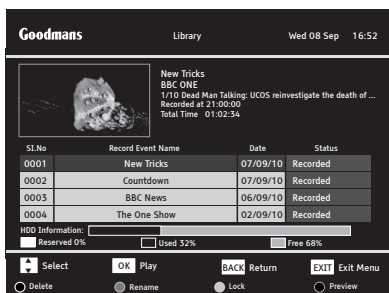 Goodmans Library Wed 08 Sep 16:52
New Tricks
BBC ONE
1/10 Dead Man Talking: UCOS reinvestigate the death of ...
Recorded at 21:00:00
Total Time 01:02:34
SI.No Record Event Name Date Status
0001 New Tricks 07/09/10 Recorded
0002 Countdown 07/09/10 Recorded
0003 BBC News 06/09/10 Recorded
0004 The One Show 02/09/10 Recorded
HDD Information:
Reserved 0% Used 32% Free 68%
Select OK Play BACK Return EXIT Exit Menu
Delete Rename Lock Preview